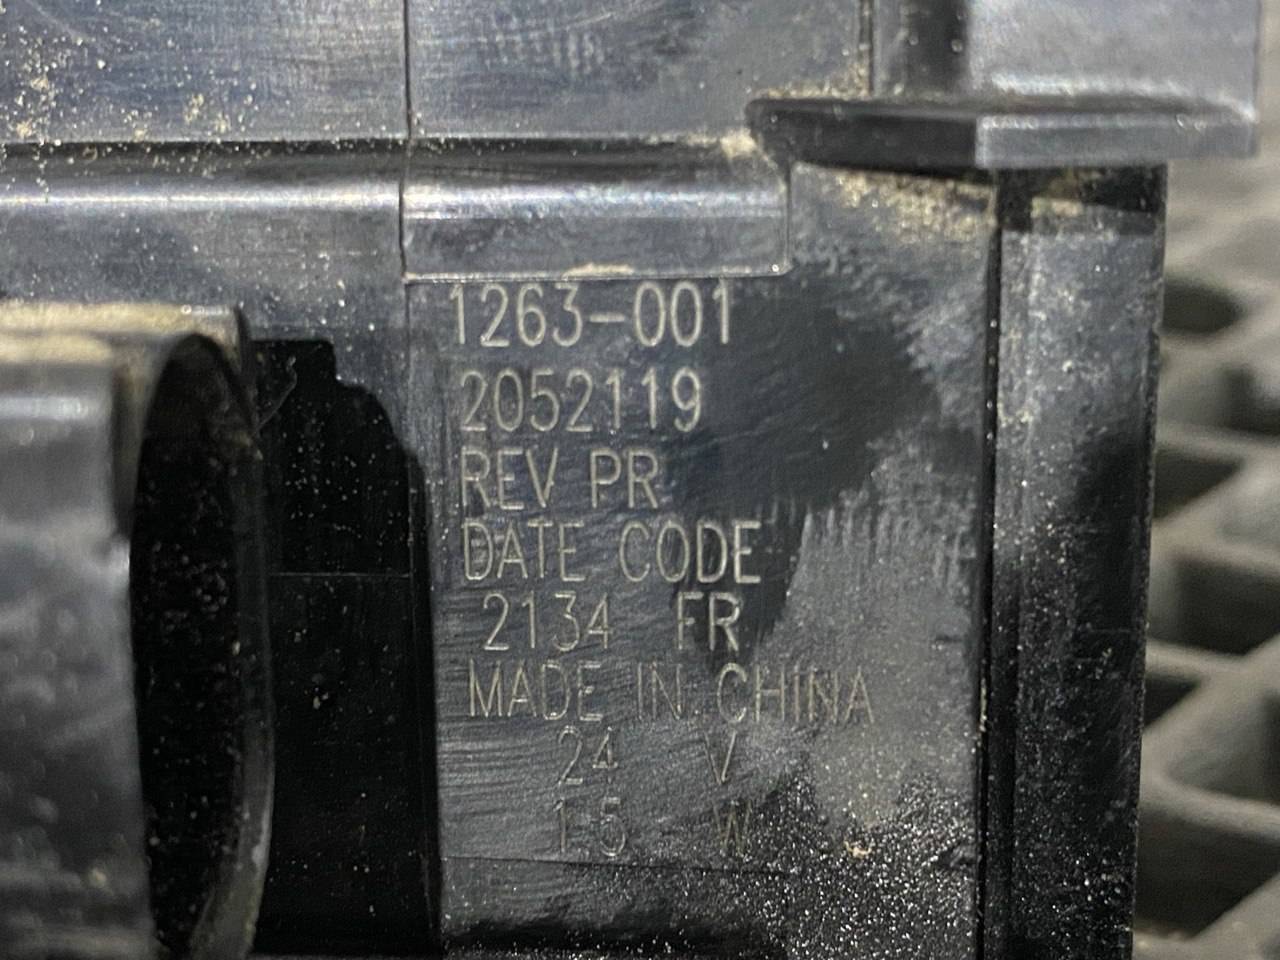 1263-001
2052119
REV PR
DATE CODE
2134 FR
MADE IN CHINA
24 V
15 W